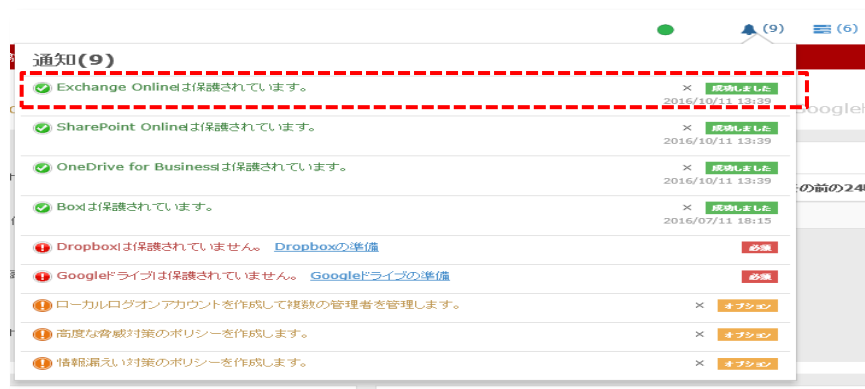 (9) (6)
通知(9)
Exchange Onlineは保護されています。 × 成功しました
2016/10/11 13:39
SharePoint Onlineは保護されています。 × 成功しました
2016/10/11 13:39
OneDrive for Businessは保護されています。 × 成功しました
2016/10/11 13:39
の前の24
Boxは保護されています。 × 成功しました
2016/07/11 18:15
Dropboxは保護されていません。 Dropboxの準備 必須
Googleドライブは保護されていません。 Googleドライブの準備 必須
ローカルログオンアカウントを作成して複数の管理者を管理します。 × オプション
高度な脅威対策のポリシーを作成します。 × オプション
情報漏えい対策のポリシーを作成します。 × オプション